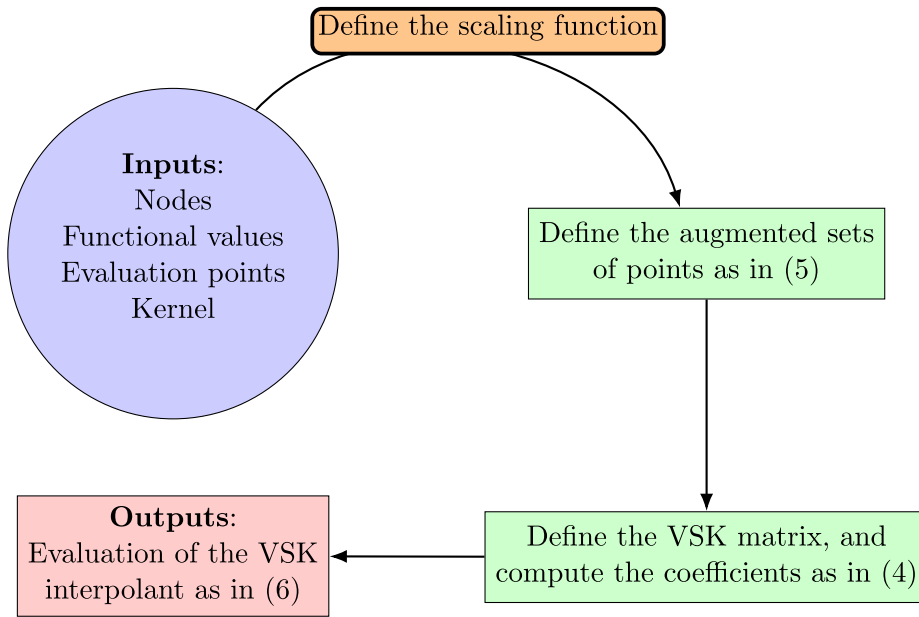 Define the scaling function
Inputs:
Nodes
Functional values
Evaluation points
Kernel
Define the augmented sets
of points as in (5)
Define the VSK matrix, and
compute the coefficients as in (4)
Outputs:
Evaluation of the VSK
interpolant as in (6)